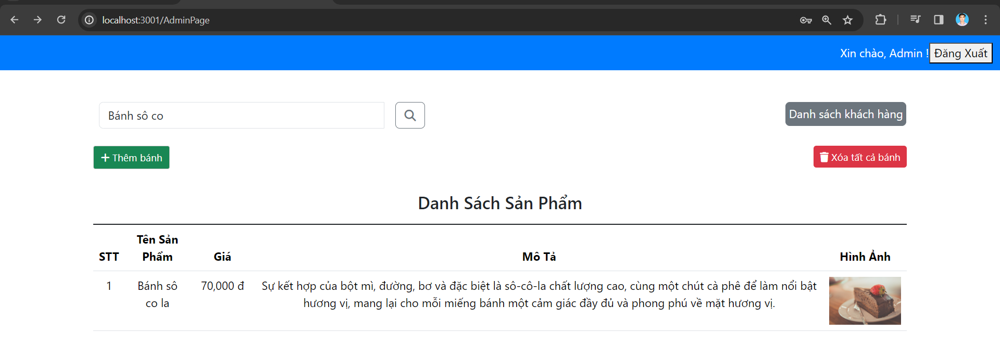 localhost:3001/AdminPage
Xin chào, Admin ! Đăng Xuất
Bánh sô co
Danh sách khách hàng
Thêm bánh
Xóa tất cả bánh
Danh Sách Sản Phẩm
STT Tên Sản Phẩm Giá Mô Tả Hình Ảnh
1 Bánh sô co la 70,000 đ Sự kết hợp của bột mì, đường, bơ và đặc biệt là sô-cô-la chất lượng cao, cùng một chút cà phê để làm nổi bật
hương vị, mang lại cho mỗi miếng bánh một cảm giác đầy đủ và phong phú về mặt hương vị.